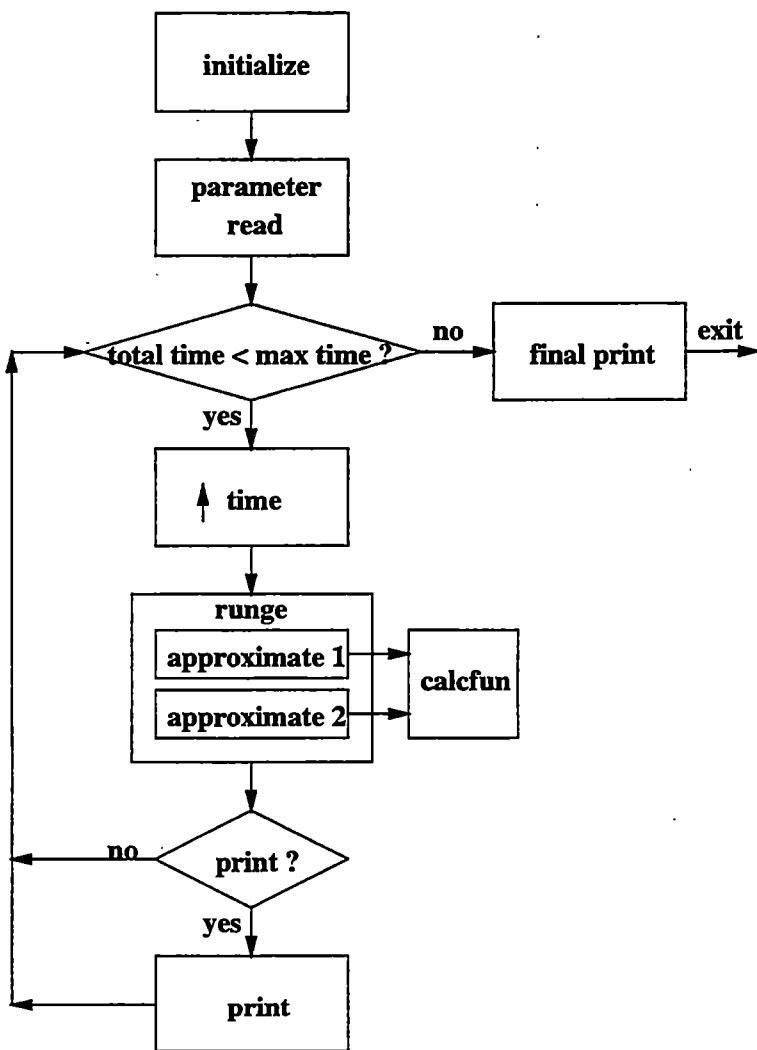 initialize
parameter
read
total time < max time ?
no
final print
exit
yes
time
runge
approximate 1
approximate 2
calcfun
no
print ?
yes
print